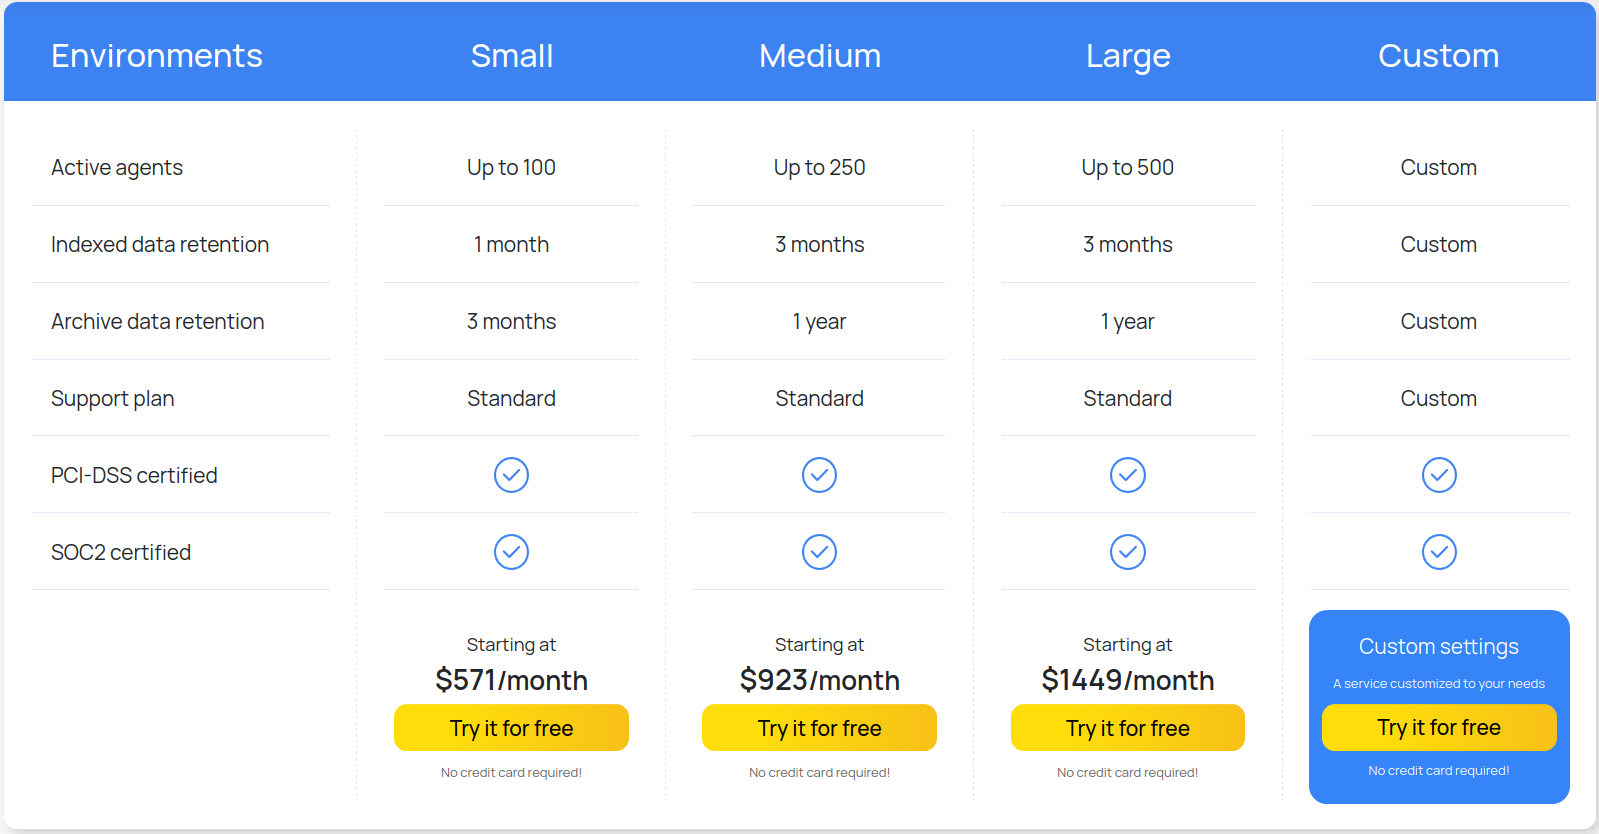 Environments Small Medium Large Custom
Active agents Up to 100 Up to 250 Up to 500 Custom
Indexed data retention 1 month 3 months 3 months Custom
Archive data retention 3 months 1 year 1 year Custom
Support plan Standard Standard Standard Custom
PCI-DSS certified
SOC2 certified
Starting at Starting at Starting at Custom settings
$571/month $923/month $1449/month A service customized to your needs
Try it for free Try it for free Try it for free Try it for free
No credit card required! No credit card required! No credit card required! No credit card required!